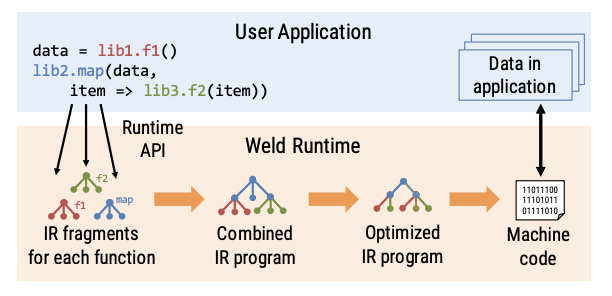 User Application
data = lib1.f1()
lib2.map(data,
item => lib3.f2(item))
Data in
application
Runtime
API
Weld Runtime
f2
f1
map
IR fragments
for each function
Combined
IR program
Optimized
IR program
11011100
11101011
01111010
Machine
code